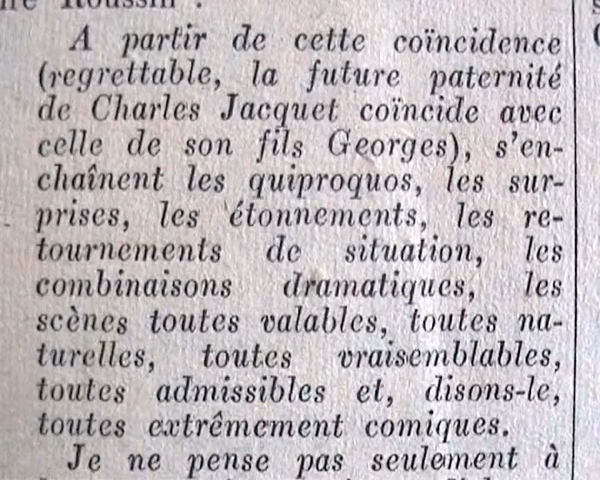 Roussin :
A partir de cette coïncidence
(regrettable, la future paternité
de Charles Jacquet coïncide avec
celle de son fils Georges), s'en-
chaînent les quiproquos, les sur-
prises, les étonnements, les re-
tournements de situation, les
combinaisons dramatiques, les
scènes toutes valables, toutes na-
turelles, toutes vraisemblables,
toutes admissibles et, disons-le,
toutes extrêmement comiques.
Je ne pense pas seulement à